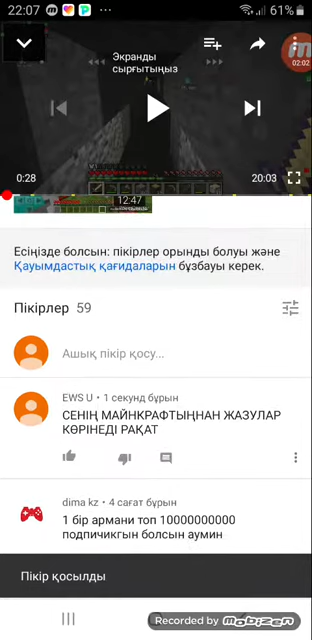 22:07
61%
Экранды
сырғытыңыз
02:02
0:28
20:03
12:47
Есіңізде болсын: пікірлер орынды болуы және
Қауымдастық қағидаларын бұзбауы керек.
Пікірлер 59
Ашық пікір қосу...
EWS U • 1 секунд бұрын
СЕНІҢ МАЙНКРАФТЫҢНАН ЖАЗУЛАР
КӨРІНЕДІ РАҚАТ
dima kz • 4 сағат бұрын
1 бір армани топ 10000000000
подпичикгын болсын аумин
Пікір қосылды
Recorded by mobizen